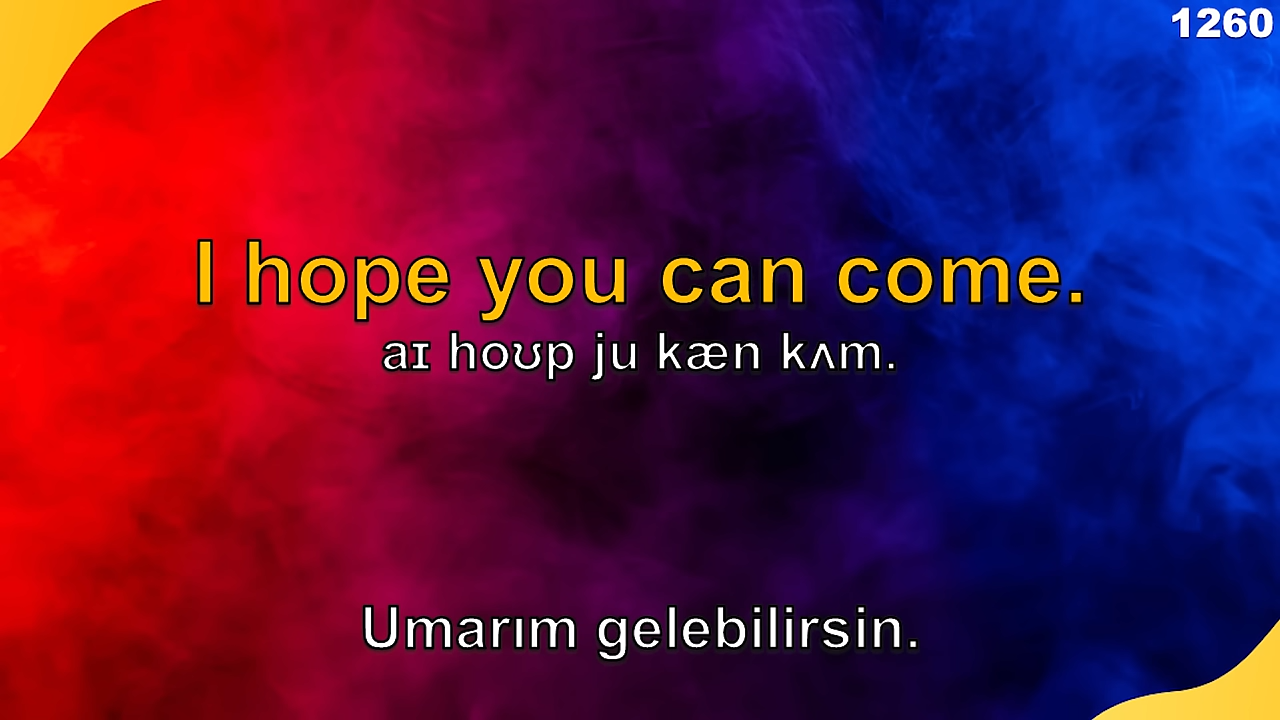 1260
I hope you can come.
aɪ hoʊp ju kæn kʌm.
Umarım gelebilirsin.